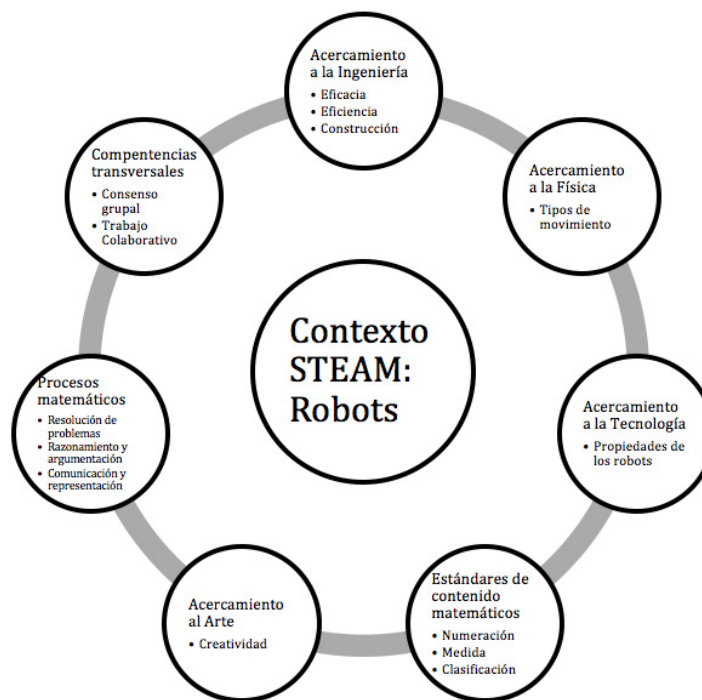 Acercamiento
a la Ingeniería
• Eficacia
• Eficiencia
• Construcción
Acercamiento
a la Física
• Tipos de
movimiento
Acercamiento
a la Tecnología
• Propiedades de
los robots
Estándares de
contenido
matemáticos
• Numeración
• Medida
• Clasificación
Acercamiento
al Arte
• Creatividad
Procesos
matemáticos
• Resolución de
problemas
• Razonamiento y
argumentación
• Comunicación y
representación
Compentencias
transversales
• Consenso
grupal
• Trabajo
Colaborativo
Contexto
STEAM:
Robots